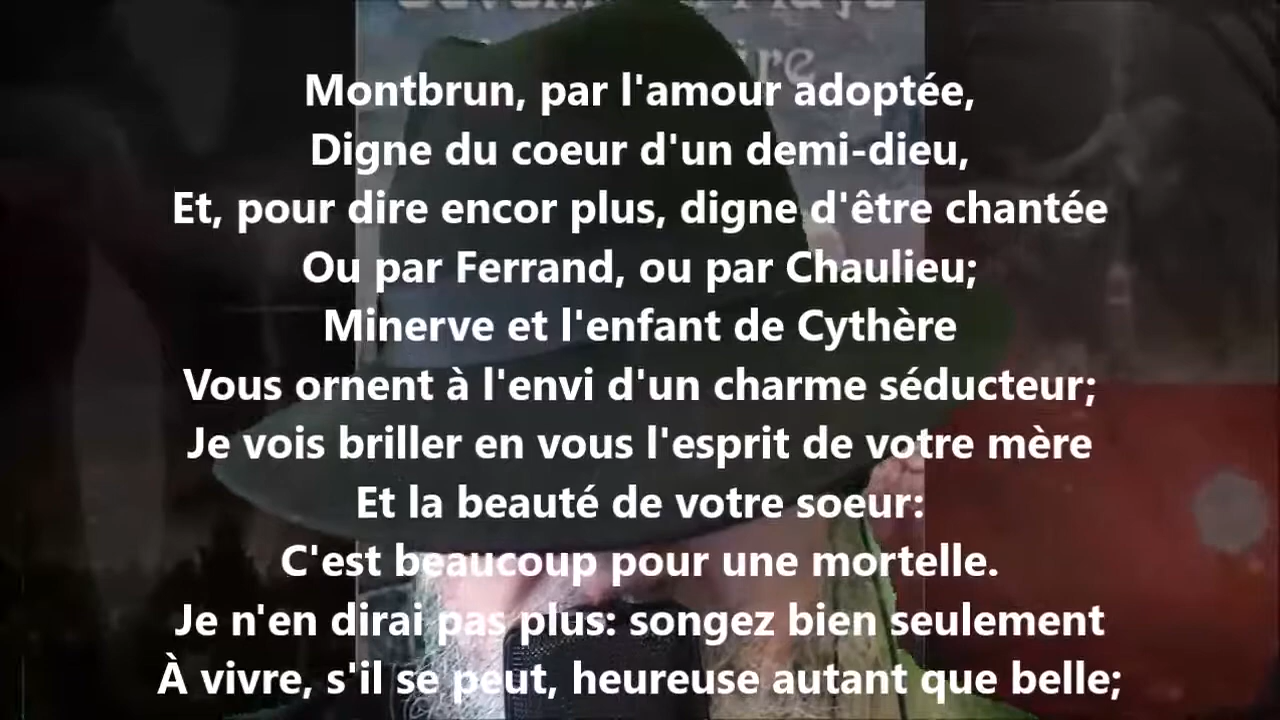 Montbrun, par l'amour adoptée,
Digne du coeur d'un demi-dieu,
Et, pour dire encor plus, digne d'être chantée
Ou par Ferrand, ou par Chaulieu;
Minerve et l'enfant de Cythère
Vous ornent à l'envi d'un charme séducteur;
Je vois briller en vous l'esprit de votre mère
Et la beauté de votre soeur:
C'est beaucoup pour une mortelle.
Je n'en dirai pas plus: songez bien seulement
À vivre, s'il se peut, heureuse autant que belle;